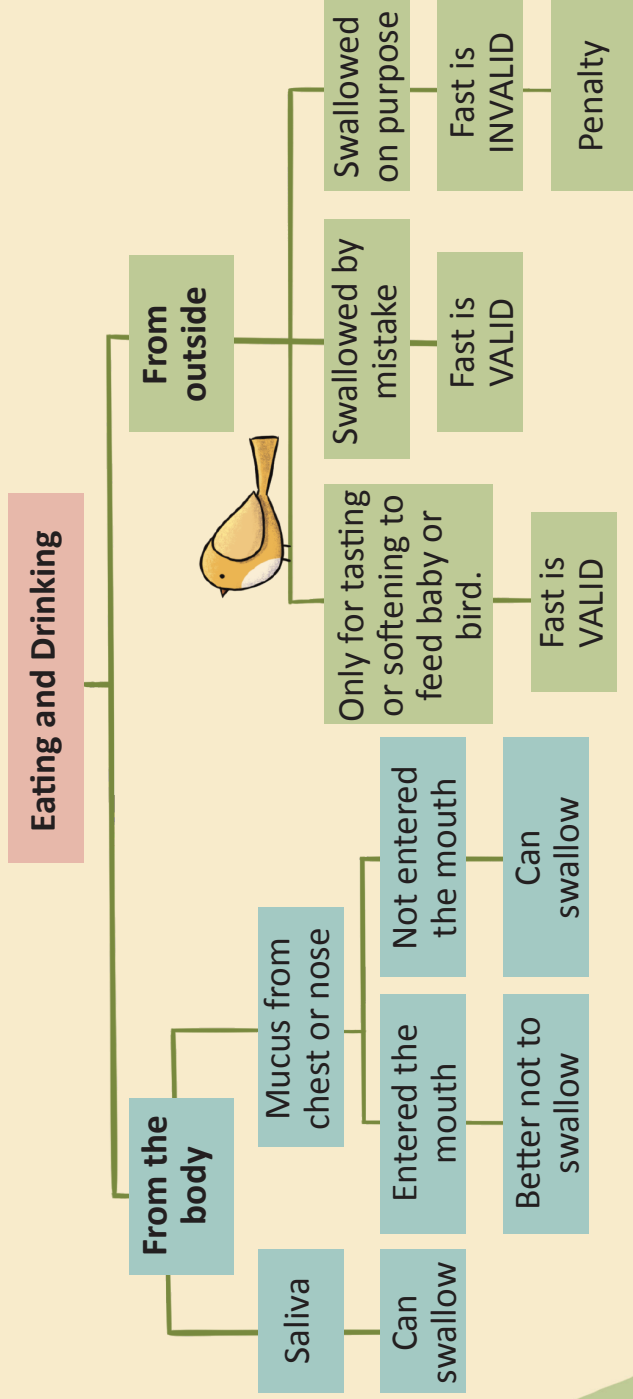 Eating and Drinking
From the
body
Saliva
Can
swallow
Mucus from
chest or nose
Entered the
mouth
Better not to
swallow
Not entered
the mouth
Can
swallow
From
outside
Only for tasting
or softening to
feed baby or
bird.
Fast is
VALID
Swallowed by
mistake
Fast is
VALID
Swallowed
on purpose
Fast is
INVALID
Penalty